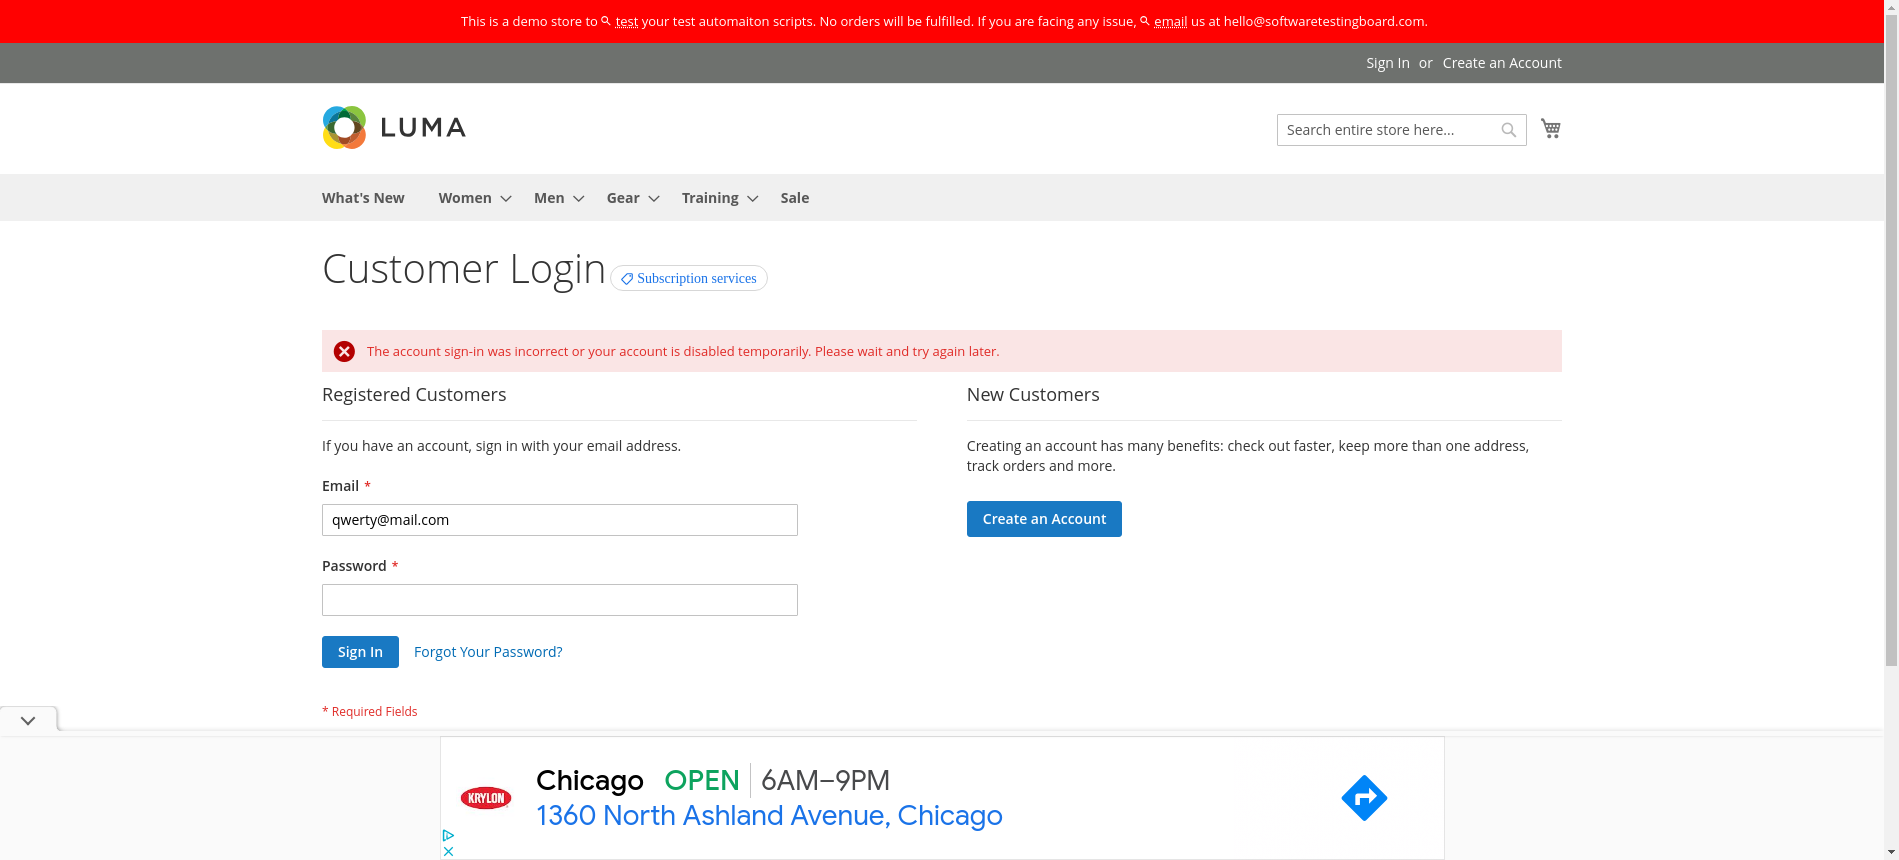 This is a demo store to test your test automaiton scripts. No orders will be fulfilled. If you are facing any issue, email us at hello@softwaretestingboard.com.
Sign In or Create an Account
LUMA
Search entire store here...
What's New Women Men Gear Training Sale
Customer Login Subscription services
The account sign-in was incorrect or your account is disabled temporarily. Please wait and try again later.
Registered Customers
If you have an account, sign in with your email address.
Email *
qwerty@mail.com
Password *
Sign In Forgot Your Password?
* Required Fields
New Customers
Creating an account has many benefits: check out faster, keep more than one address,
track orders and more.
Create an Account
KRYLON
Chicago OPEN 6AM–9PM
1360 North Ashland Avenue, Chicago